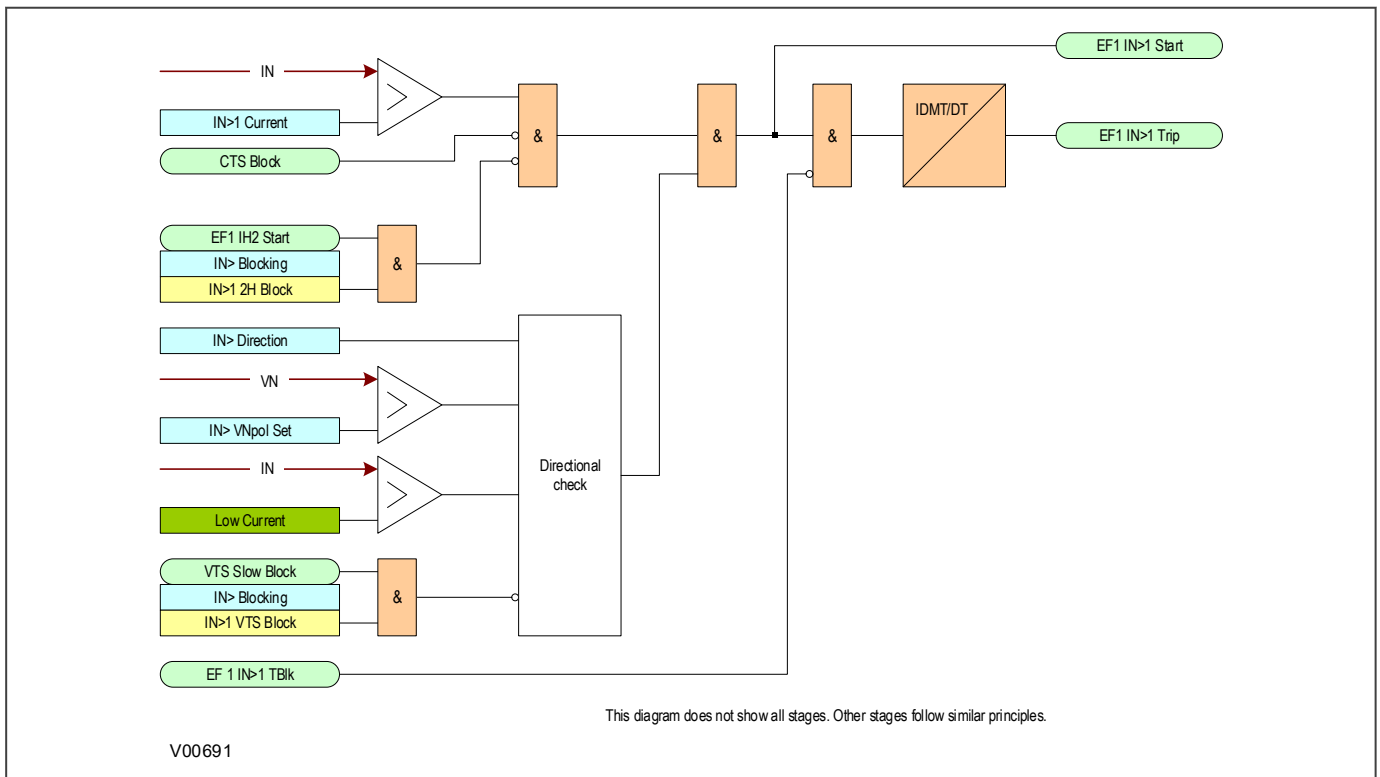 EF1 IN>1 Start
IN
>
IN>1 Current
IDMT/DT
&
&
&
EF1 IN>1 Trip
CTS Block
EF1 IH2 Start
IN> Blocking
&
IN>1 2H Block
IN> Direction
VN
>
IN> VNpol Set
IN
>
Directional
check
Low Current
VTS Slow Block
IN> Blocking
&
IN>1 VTS Block
EF 1 IN>1 TBlk
This diagram does not show all stages. Other stages follow similar principles.
V00691